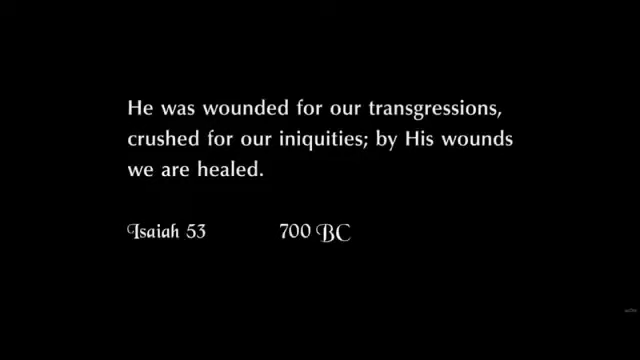 He was wounded for our transgressions,
crushed for our iniquities; by His wounds
we are healed.
Isaiah 53 700 BC